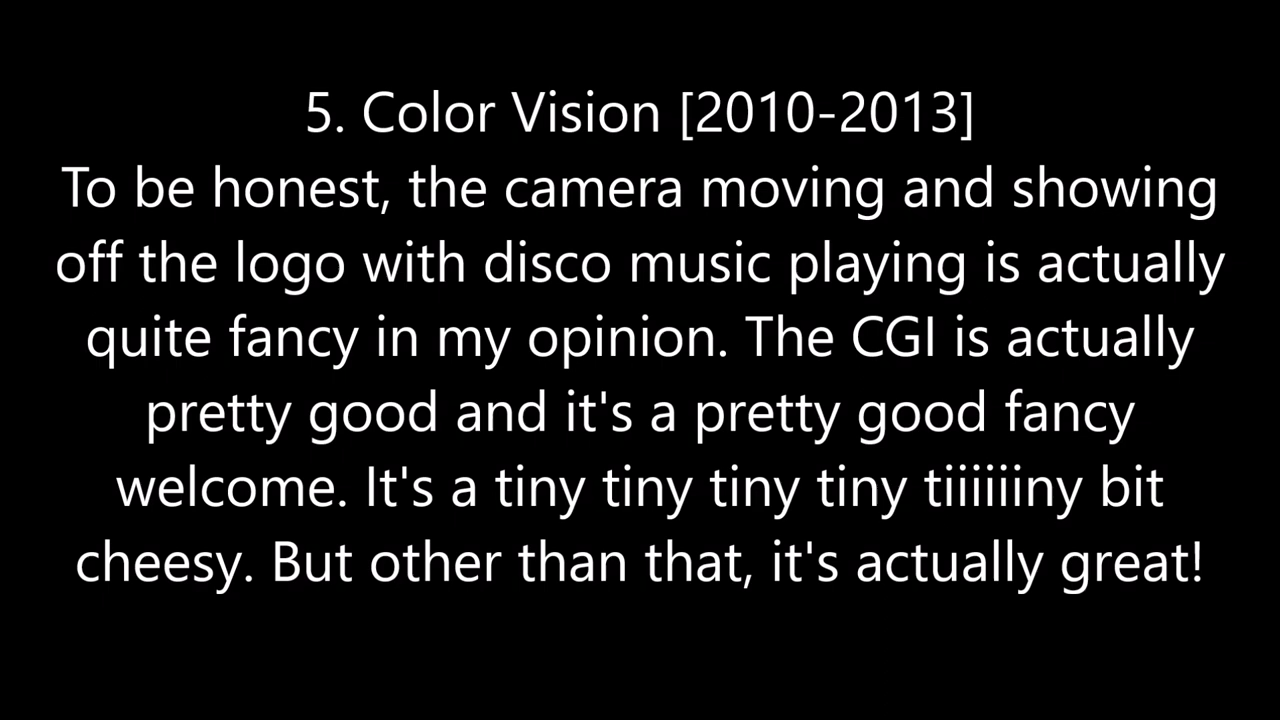 5. Color Vision [2010-2013]
To be honest, the camera moving and showing
off the logo with disco music playing is actually
quite fancy in my opinion. The CGI is actually
pretty good and it's a pretty good fancy
welcome. It's a tiny tiny tiny tiny tiiiiiiny bit
cheesy. But other than that, it's actually great!